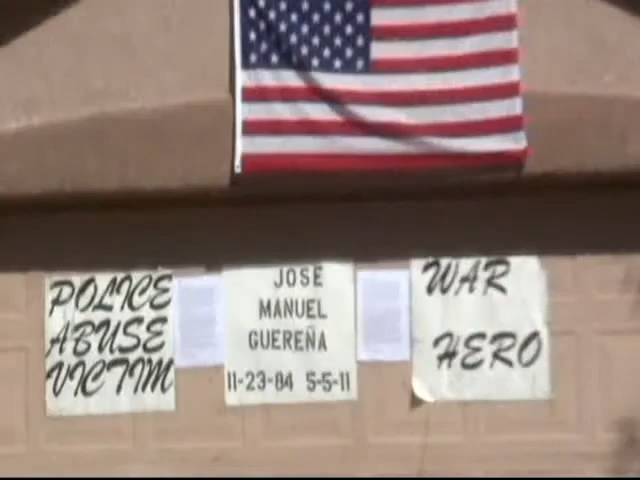 POLICE
ABUSE
VICTIM
JOSE
MANUEL
GUEREÑA
11-23-84 5-5-11
WAR
HERO